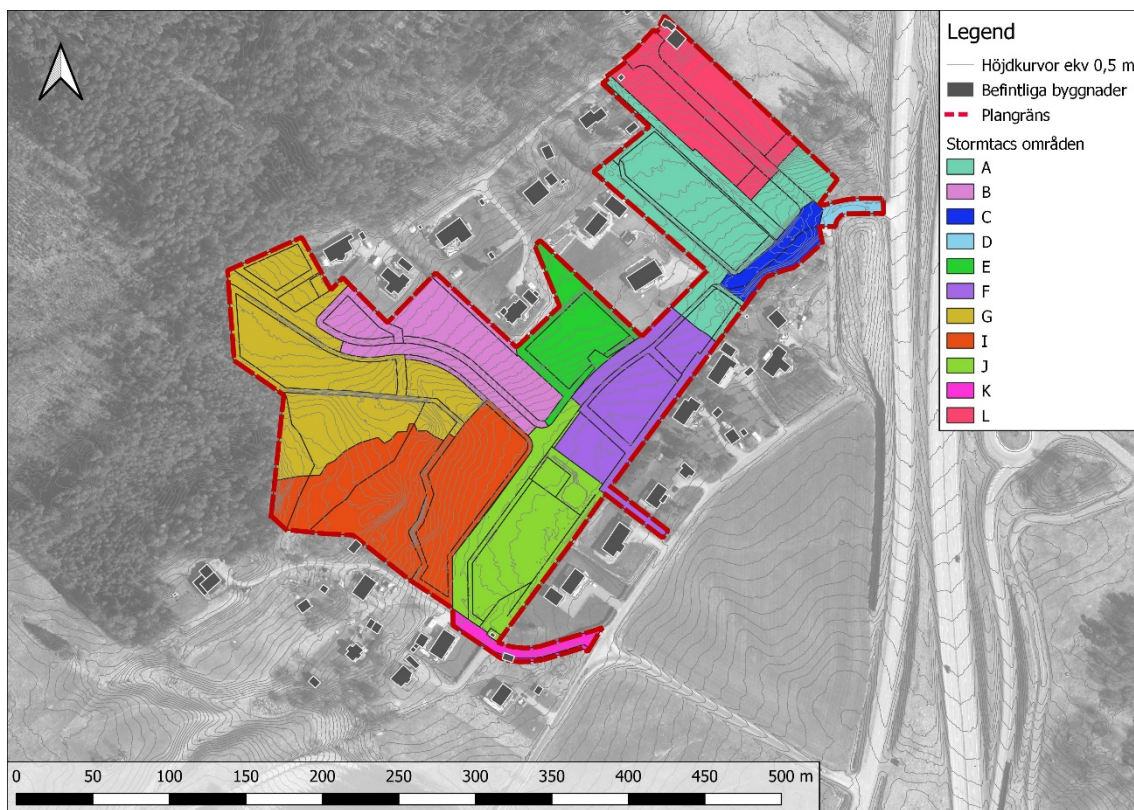 Legend
Höjdkurvor ekv 0,5 m
Befintliga byggnader
Plangräns
Stormtacs områden
A
B
C
D
E
F
G
I
J
K
L
0 50 100 150 200 250 300 350 400 450 500 m